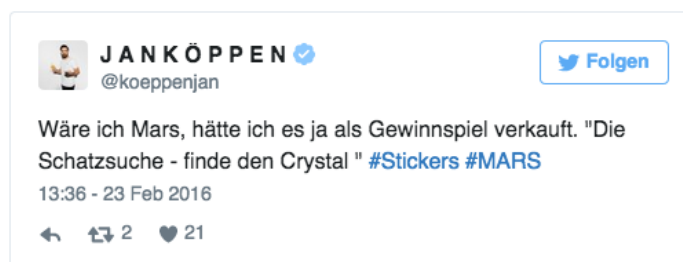 JANKÖPPEN
@koeppenjan
Folgen
Wäre ich Mars, hätte ich es ja als Gewinnspiel verkauft. "Die
Schatzsuche - finde den Crystal " #Stickers #MARS
13:36 - 23 Feb 2016
2 21